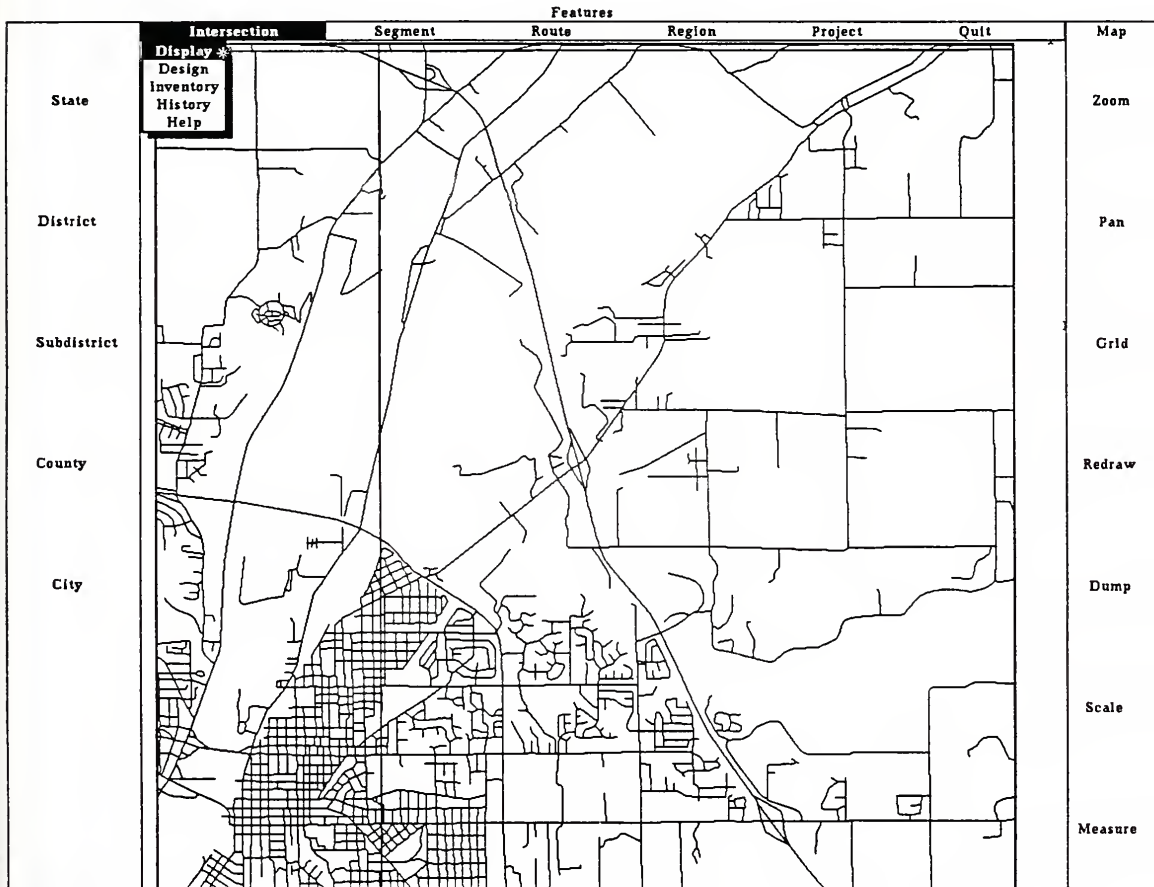 Features
Intersection Segment Route Region Project Quit Map
Display *
Design
Inventory
History
Help
State Zoom
District Pan
Subdistrict Grid
County Redraw
City Dump
Scale
Measure